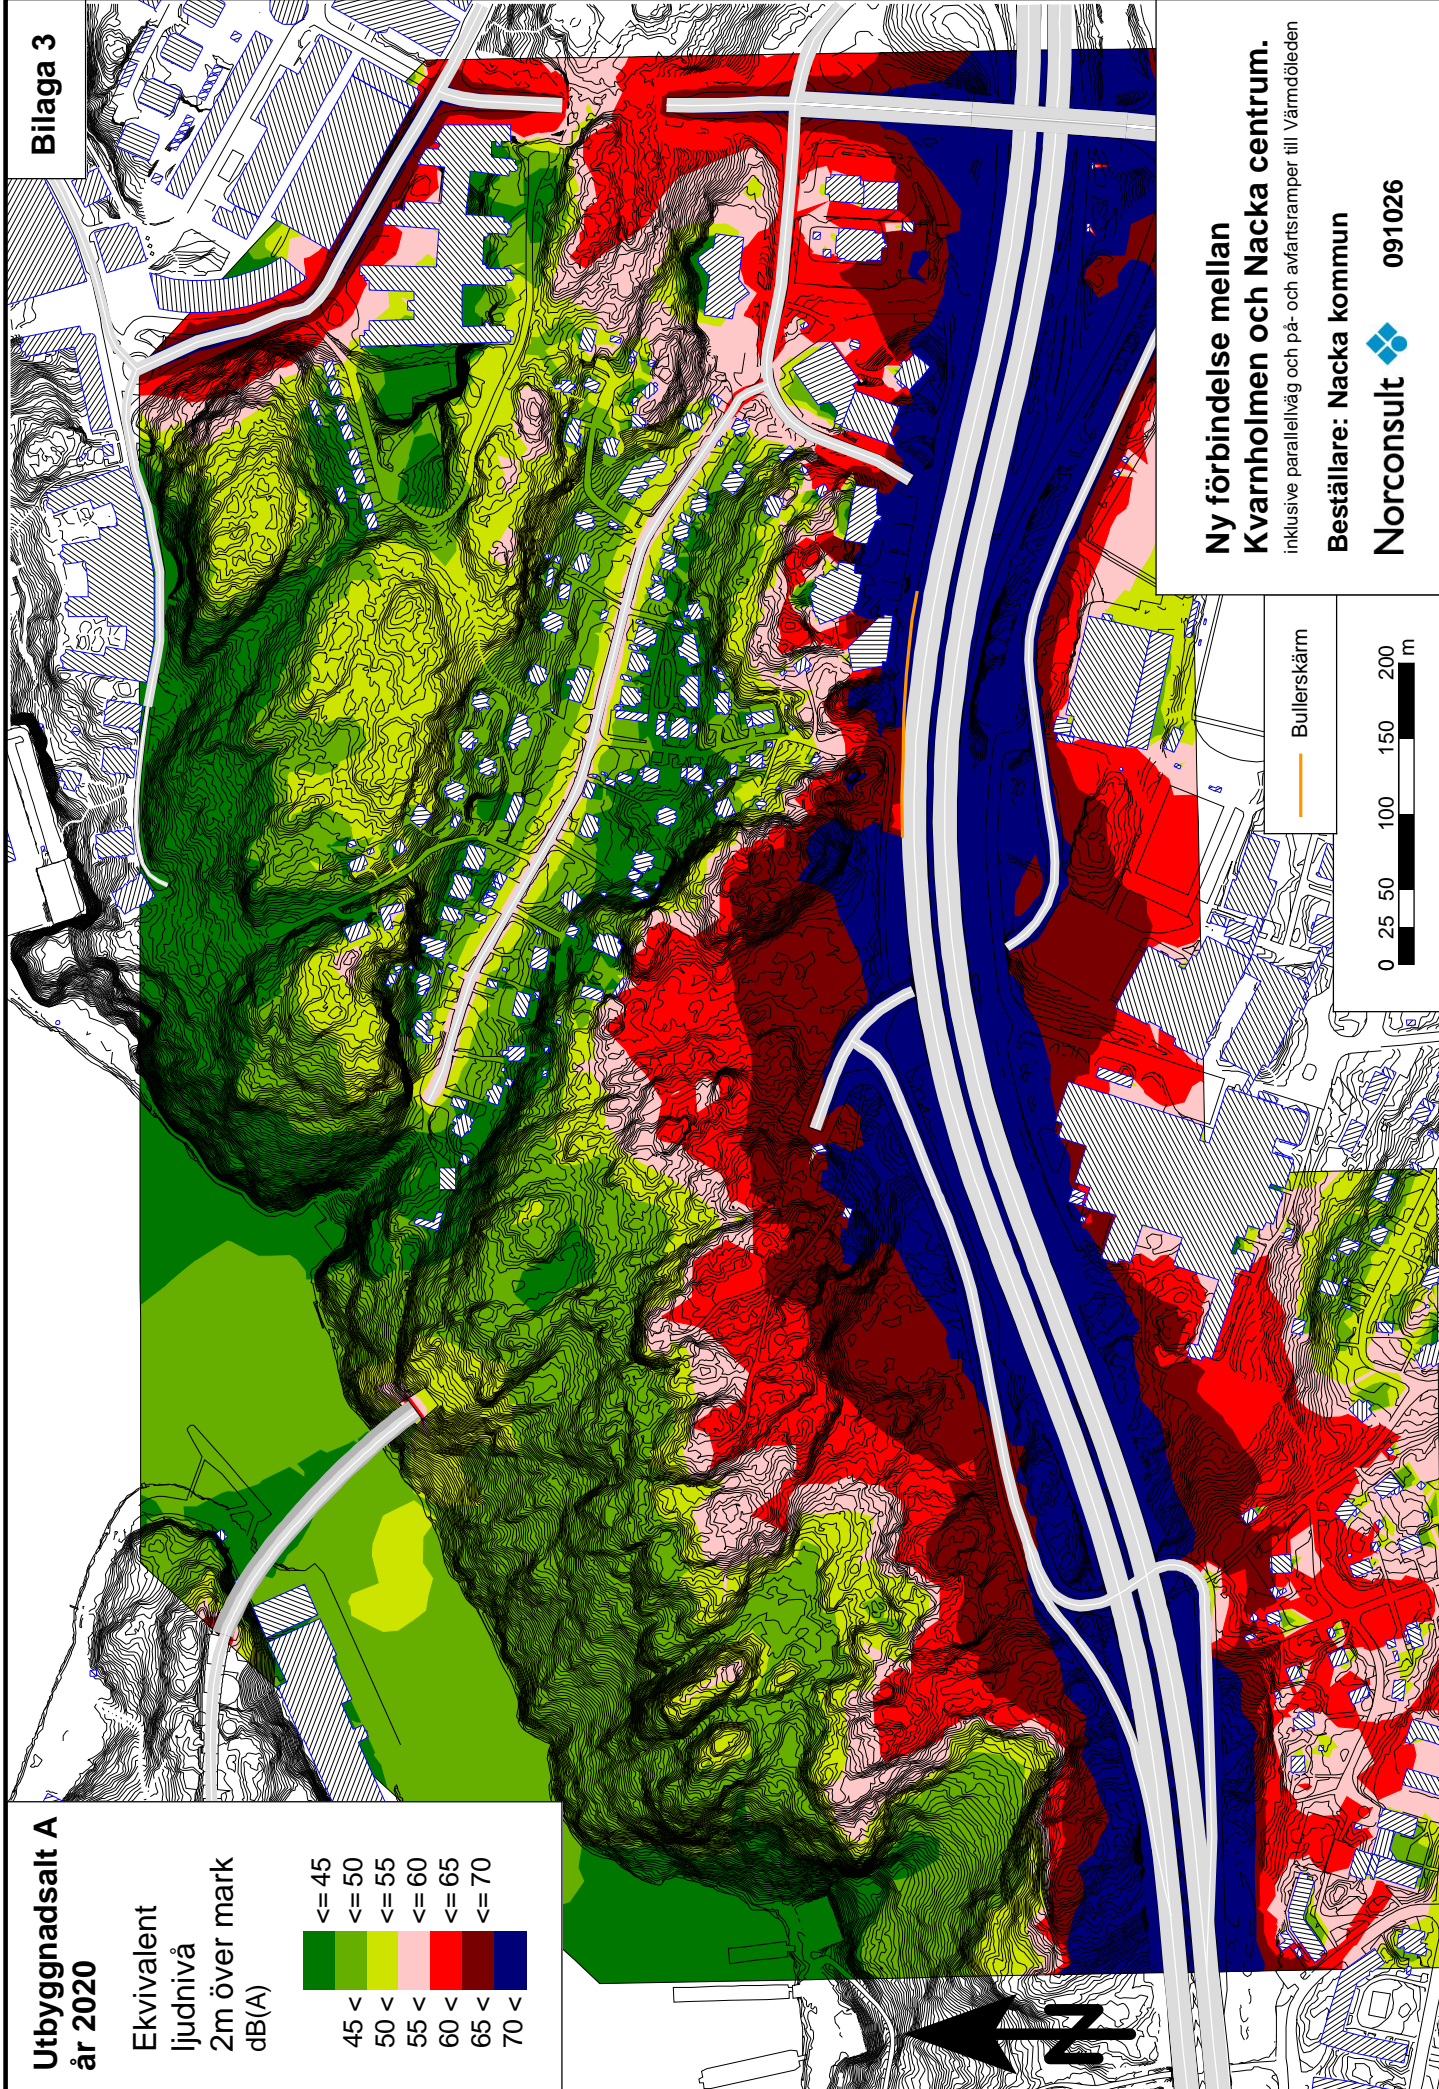 Bilaga 3
Utbyggnadsalt A
år 2020
Ekvivalent
ljudnivå
2m över mark
dB(A)
<= 45
45 < <= 50
50 < <= 55
55 < <= 60
60 < <= 65
65 < <= 70
70 <
N
Bullerskärm
0 25 50 100 150 200
m
Ny förbindelse mellan
Kvarnholmen och Nacka centrum.
inklusive parallellväg och på- och avfartsramper till Värmdöleden
Beställare: Nacka kommun
Norconsult 091026